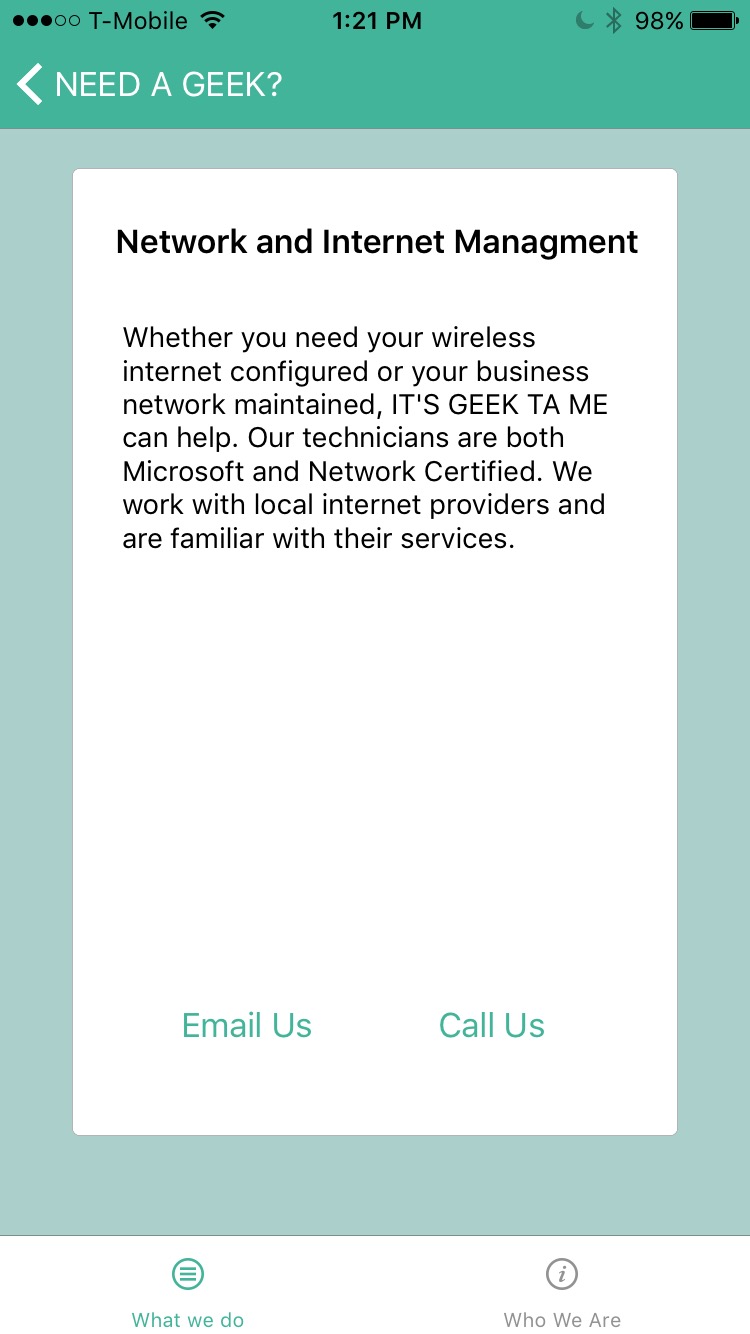 T-Mobile 1:21 PM 98%
NEED A GEEK?
Network and Internet Managment
Whether you need your wireless
internet configured or your business
network maintained, IT'S GEEK TA ME
can help. Our technicians are both
Microsoft and Network Certified. We
work with local internet providers and
are familiar with their services.
Email Us Call Us
What we do Who We Are